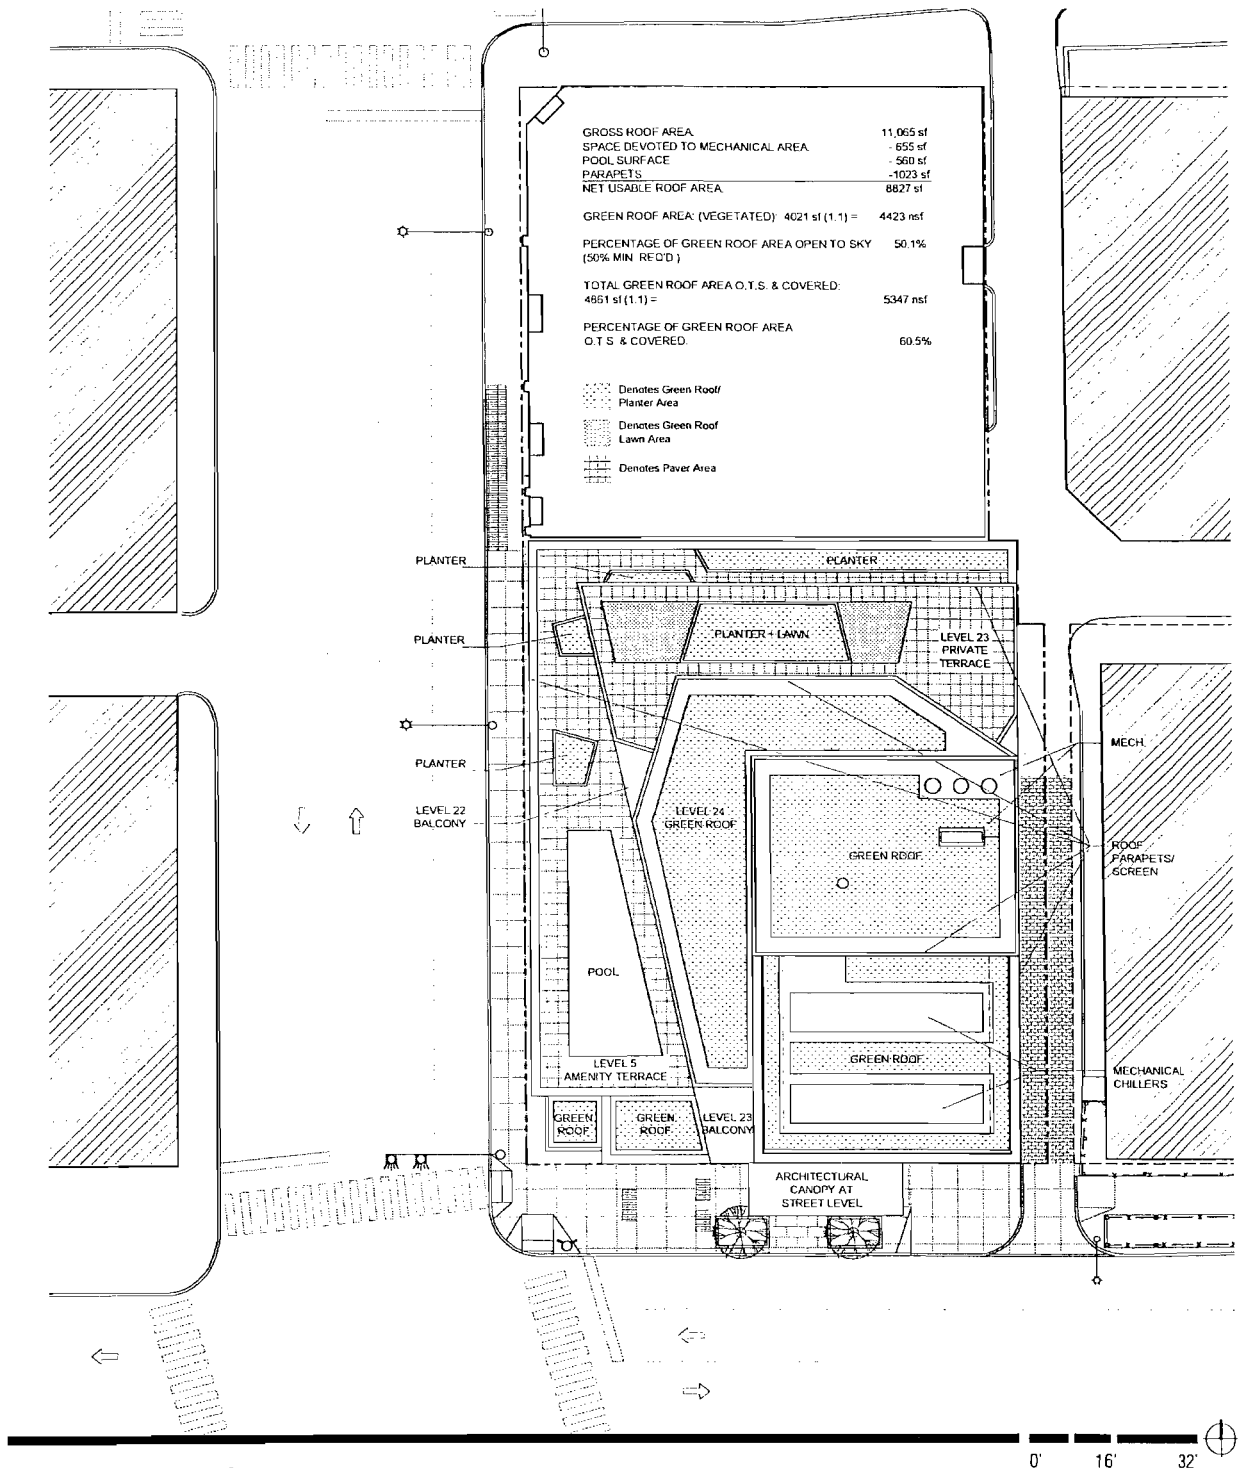 GROSS ROOF AREA 11,065 sf
SPACE DEVOTED TO MECHANICAL AREA - 655 sf
POOL SURFACE - 560 sf
PARAPETS -1023 sf
NET USABLE ROOF AREA 8827 sf
GREEN ROOF AREA: (VEGETATED) 4021 sf (1.1) = 4423 nsf
PERCENTAGE OF GREEN ROOF AREA OPEN TO SKY 50.1%
(50% MIN REQ'D)
TOTAL GREEN ROOF AREA O.T.S. & COVERED:
4861 sf (1.1) = 5347 nsf
PERCENTAGE OF GREEN ROOF AREA
O.T.S & COVERED. 60.5%
Denotes Green Roof/
Planter Area
Denotes Green Roof
Lawn Area
Denotes Paver Area
PLANTER
PLANTER
PLANTER
PLANTER + LAWN
LEVEL 23
PRIVATE
TERRACE
MECH.
PLANTER
LEVEL 22
BALCONY
LEVEL 24
GREEN ROOF
GREEN ROOF
ROOF
PARAPETS/
SCREEN
POOL
LEVEL 5
AMENITY TERRACE
GREEN ROOF
MECHANICAL
CHILLERS
GREEN
ROOF
GREEN
ROOF
LEVEL 23
BALCONY
ARCHITECTURAL
CANOPY AT
STREET LEVEL
0' 16' 32'